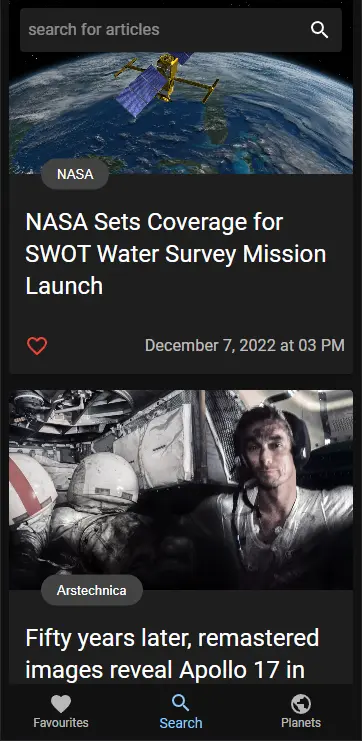 search for articles
NASA
NASA Sets Coverage for
SWOT Water Survey Mission
Launch
December 7, 2022 at 03 PM
Arstechnica
Fifty years later, remastered
images reveal Apollo 17 in
Favourites
Search
Planets